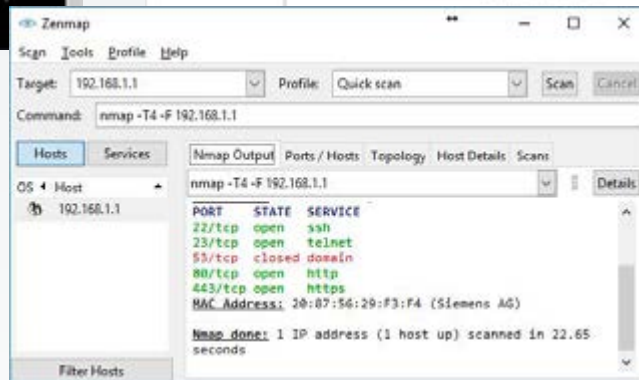 Zenmap
Scan Tools Profile Help
Target: 192.168.1.1 Profile: Quick scan Scan Cancel
Command: nmap -T4 -F 192.168.1.1
Hosts Services
Nmap Output Ports / Hosts Topology Host Details Scans
OS Host
192.168.1.1
nmap -T4 -F 192.168.1.1 Details
PORT STATE SERVICE
22/tcp open ssh
23/tcp open telnet
53/tcp closed domain
80/tcp open http
443/tcp open https
MAC Address: 20:87:56:29:F3:F4 (Siemens AG)
Nmap done: 1 IP address (1 host up) scanned in 22.65
seconds
Filter Hosts